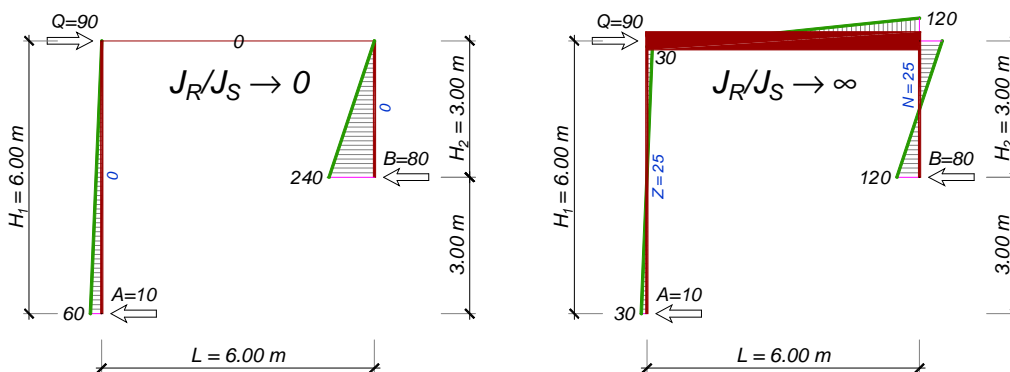 Q=90
0
J_R/J_S → 0
0
0
H_1 = 6.00 m
H_2 = 3.00 m
B=80
240
3.00 m
A=10
60
L = 6.00 m
Q=90
120
30
J_R/J_S → ∞
N = 25
Z = 25
H_1 = 6.00 m
H_2 = 3.00 m
B=80
120
3.00 m
A=10
30
L = 6.00 m